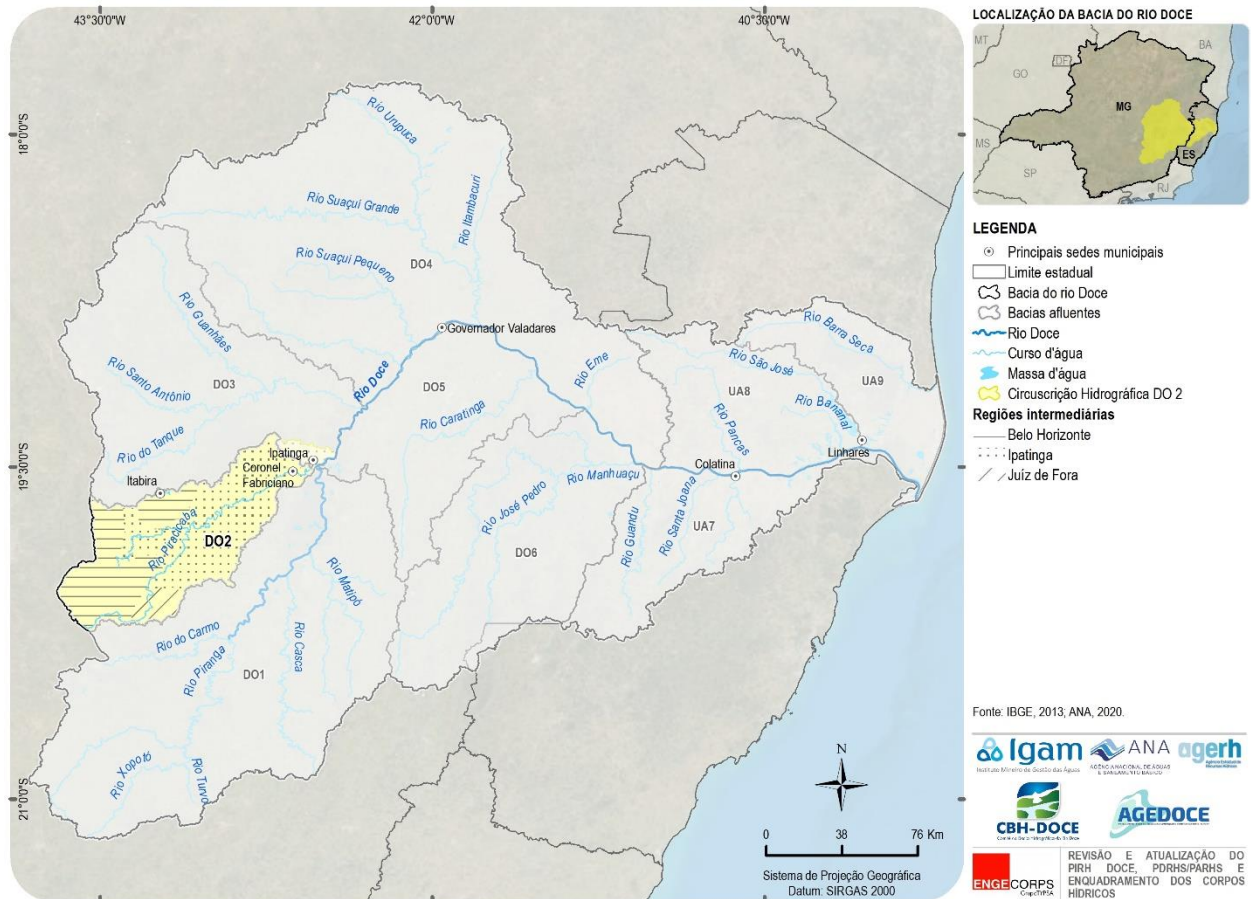 43°30'0"W
42°0'0"W
40°30'0"W
18°0'0"S
19°30'0"S
21°0'0"S
Rio Urupuca
Rio Suaçuí Grande
Rio Itambacuri
Rio Suaçuí Pequeno
DO4
Rio Guanhães
Governador Valadares
Rio Barra Seca
Rio Eme
Rio São José
UA9
Rio Santo Antônio
DO3
Rio Doce
DO5
UA8
Rio Bananal
Rio Caratinga
Rio Pancas
Rio do Tanque
Ipatinga
Coronel
Fabriciano
Linhares
Colatina
Itabira
Rio Manhuaçu
Rio José Pedro
Rio Piracicaba
DO2
Rio Guandu
Rio Santa Joana
UA7
DO6
Rio Matipó
Rio do Carmo
Rio Casca
Rio Piranga
DO1
Rio Xopotó
Rio Turvo
N
0 38 76 Km
Sistema de Projeção Geográfica
Datum: SIRGAS 2000
LOCALIZAÇÃO DA BACIA DO RIO DOCE
MT
BA
DF
GO
MG
MS
ES
SP
RJ
LEGENDA
Principais sedes municipais
Limite estadual
Bacia do rio Doce
Bacias afluentes
Rio Doce
Curso d'água
Massa d'água
Circuscrição Hidrográfica DO 2
Regiões intermediárias
Belo Horizonte
Ipatinga
Juiz de Fora
Fonte: IBGE, 2013; ANA, 2020.
Igam
Instituto Mineiro de Gestão das Águas
ANA
AGÊNCIA NACIONAL DE ÁGUAS
E SANEAMENTO BÁSICO
agerh
CBH-DOCE
AGEDOCE
ENGECORPS
REVISÃO E ATUALIZAÇÃO DO
PIRH DOCE, PDRHS/PARHS E
ENQUADRAMENTO DOS CORPOS
HÍDRICOS